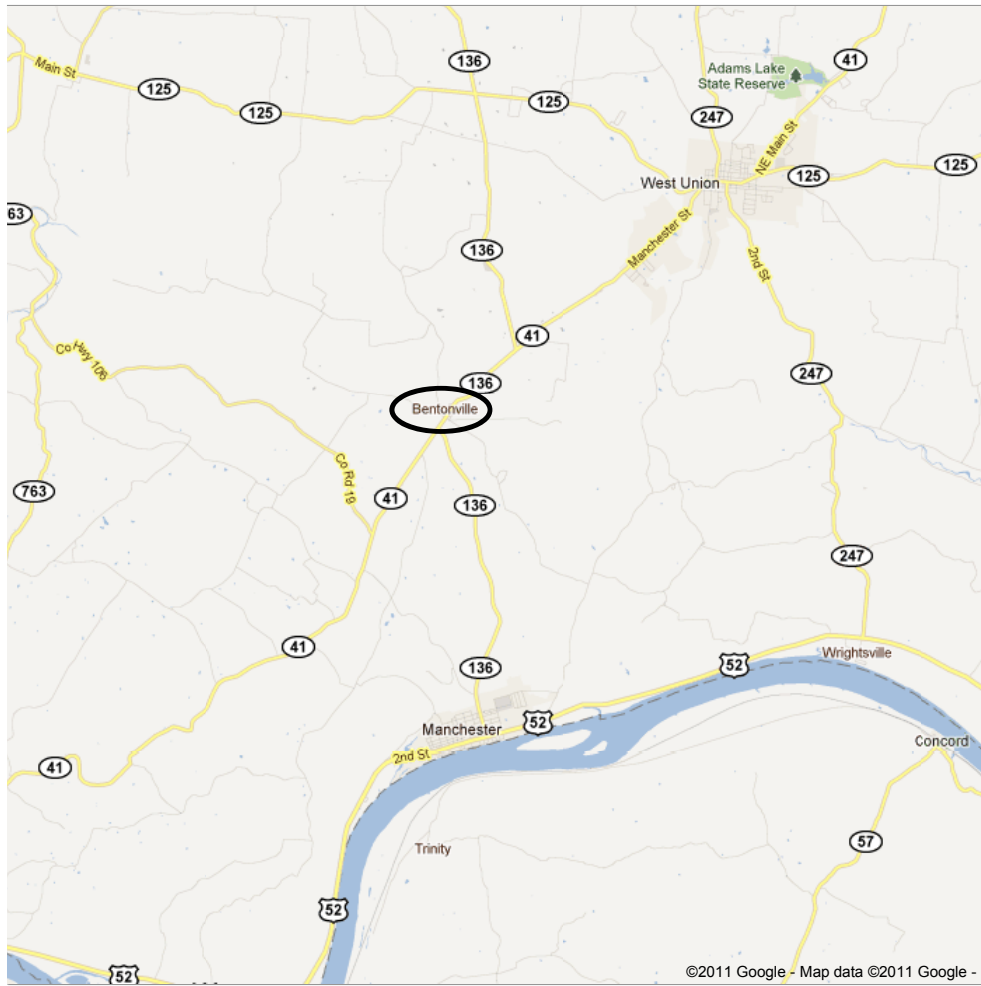 136
41
Main St
Adams Lake
State Reserve
125
125
125
247
NE Main St
125
125
West Union
63
Manchester St
136
2nd St
41
Co Hwy 106
247
136
Bentonville
Co Rd 19
763
41
136
247
41
Wrightsville
136
52
52
Manchester
Concord
2nd St
41
57
Trinity
52
52
©2011 Google - Map data ©2011 Google -